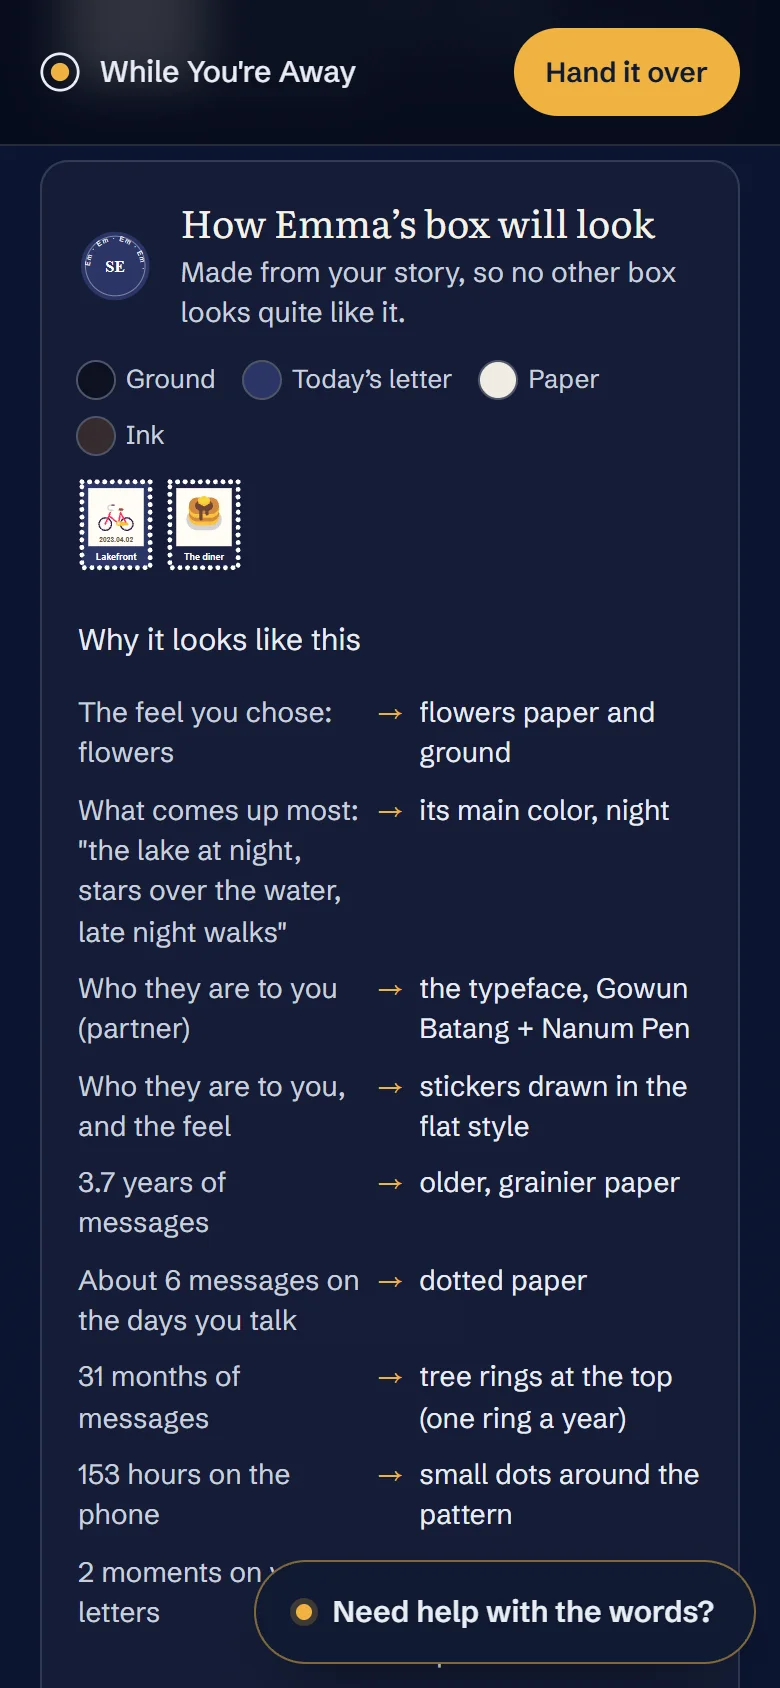 While You're Away
Hand it over
How Emma's box will look
Made from your story, so no other box
looks quite like it.
Em · Em · Em · Em ·
SE
Ground
Today's letter
Paper
Ink
2023.04.02
Lakefront
The diner
Why it looks like this
The feel you chose:
flowers
→ flowers paper and
ground
What comes up most:
"the lake at night,
stars over the water,
late night walks"
→ its main color, night
Who they are to you
(partner)
→ the typeface, Gowun
Batang + Nanum Pen
Who they are to you,
and the feel
→ stickers drawn in the
flat style
3.7 years of
messages
→ older, grainier paper
About 6 messages on
the days you talk
→ dotted paper
31 months of
messages
→ tree rings at the top
(one ring a year)
153 hours on the
phone
→ small dots around the
pattern
2 moments on
letters
Need help with the words?